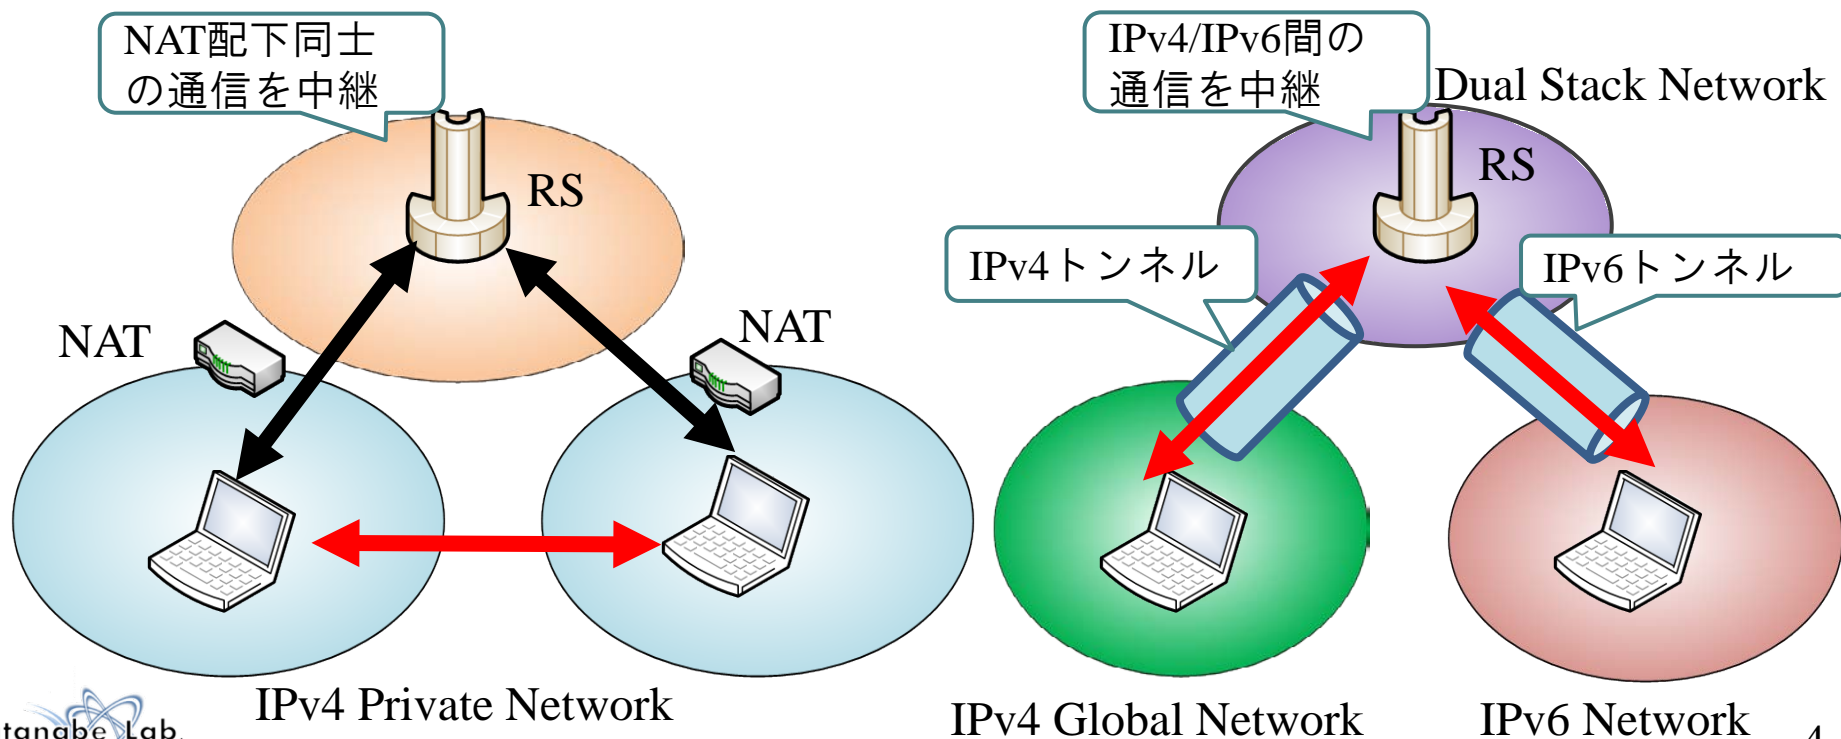 NAT配下同士
の通信を中継
RS
NAT
NAT
IPv4 Private Network
IPv4/IPv6間の
通信を中継
Dual Stack Network
RS
IPv4トンネル
IPv6トンネル
IPv4 Global Network
IPv6 Network
tanabe Lab.